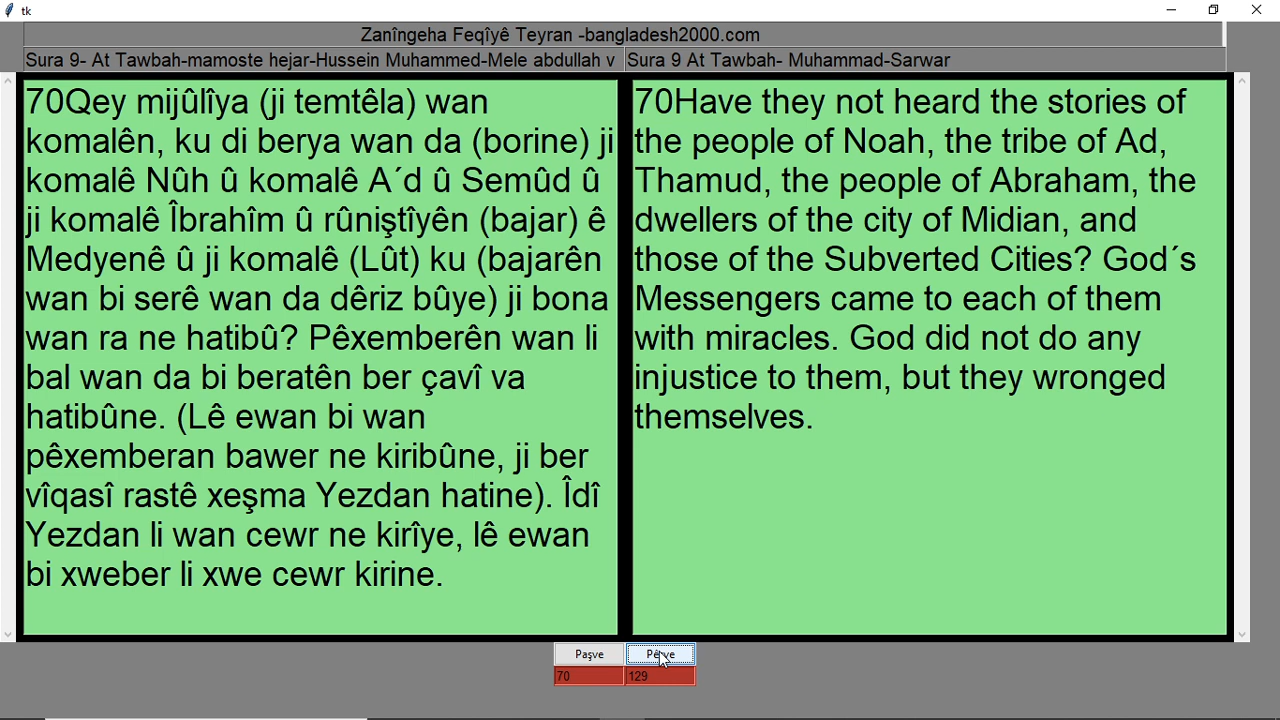 tk
Zanîngeha Feqîyê Teyran -bangladesh2000.com
Sura 9- At Tawbah-mamoste hejar-Hussein Muhammed-Mele abdullah v
Sura 9 At Tawbah- Muhammad-Sarwar
70Qey mijûlîya (ji temtêla) wan
komalên, ku di berya wan da (borine) ji
komalê Nûh û komalê A´d û Semûd û
ji komalê Îbrahîm û rûniştîyên (bajar) ê
Medyenê û ji komalê (Lût) ku (bajarên
wan bi serê wan da dêriz bûye) ji bona
wan ra ne hatibû? Pêxemberên wan li
bal wan da bi beratên ber çavî va
hatibûne. (Lê ewan bi wan
pêxemberan bawer ne kiribûne, ji ber
vîqasî rastê xeşma Yezdan hatine). Îdî
Yezdan li wan cewr ne kirîye, lê ewan
bi xweber li xwe cewr kirine.
70Have they not heard the stories of
the people of Noah, the tribe of Ad,
Thamud, the people of Abraham, the
dwellers of the city of Midian, and
those of the Subverted Cities? God´s
Messengers came to each of them
with miracles. God did not do any
injustice to them, but they wronged
themselves.
Paşve
Pêşve
70
129